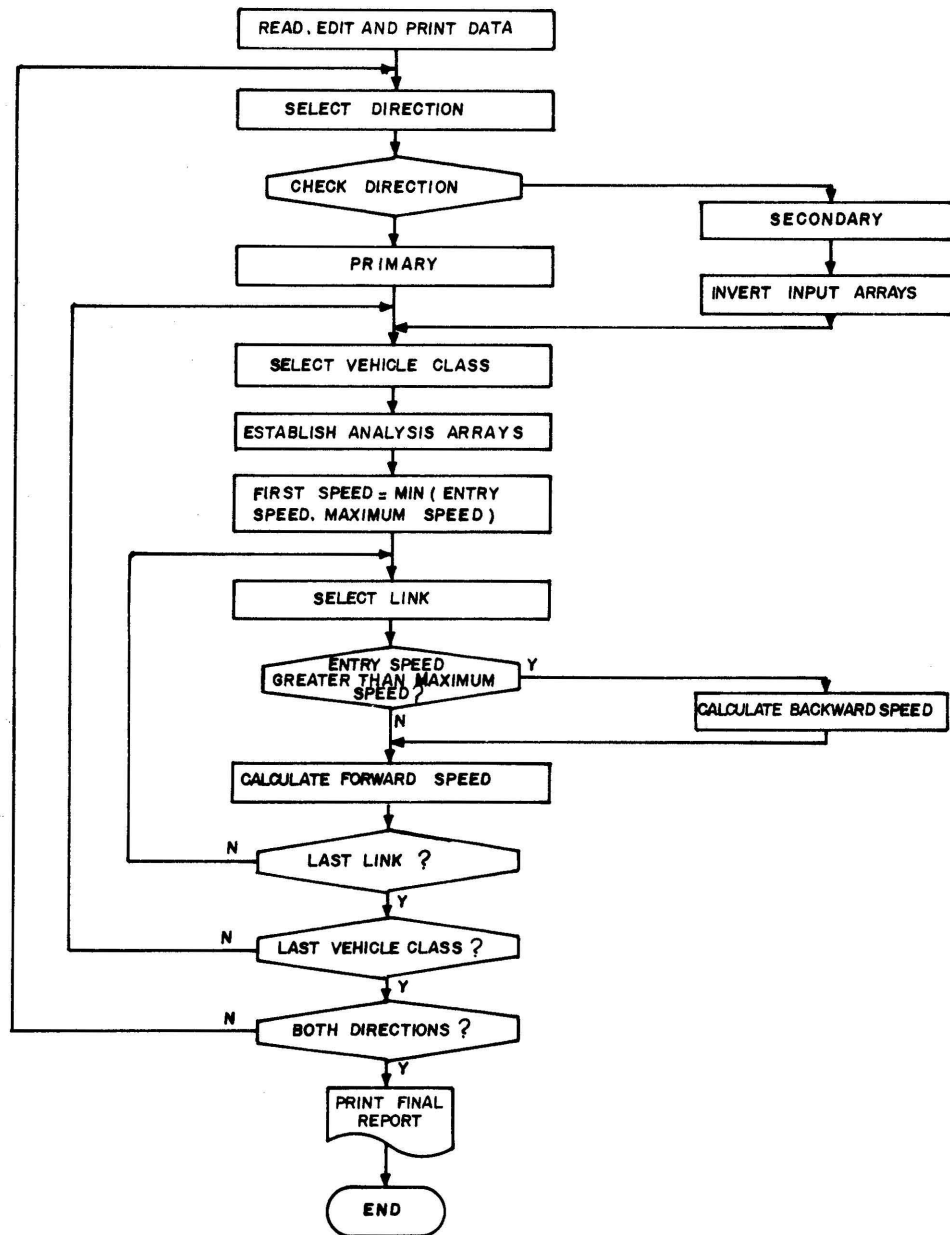 READ, EDIT AND PRINT DATA
SELECT DIRECTION
CHECK DIRECTION
SECONDARY
PRIMARY
INVERT INPUT ARRAYS
SELECT VEHICLE CLASS
ESTABLISH ANALYSIS ARRAYS
FIRST SPEED = MIN ( ENTRY
SPEED, MAXIMUM SPEED )
SELECT LINK
ENTRY SPEED
GREATER THAN MAXIMUM
SPEED?
Y
CALCULATE BACKWARD SPEED
N
CALCULATE FORWARD SPEED
N
LAST LINK ?
Y
N
LAST VEHICLE CLASS ?
Y
N
BOTH DIRECTIONS ?
Y
PRINT FINAL
REPORT
END